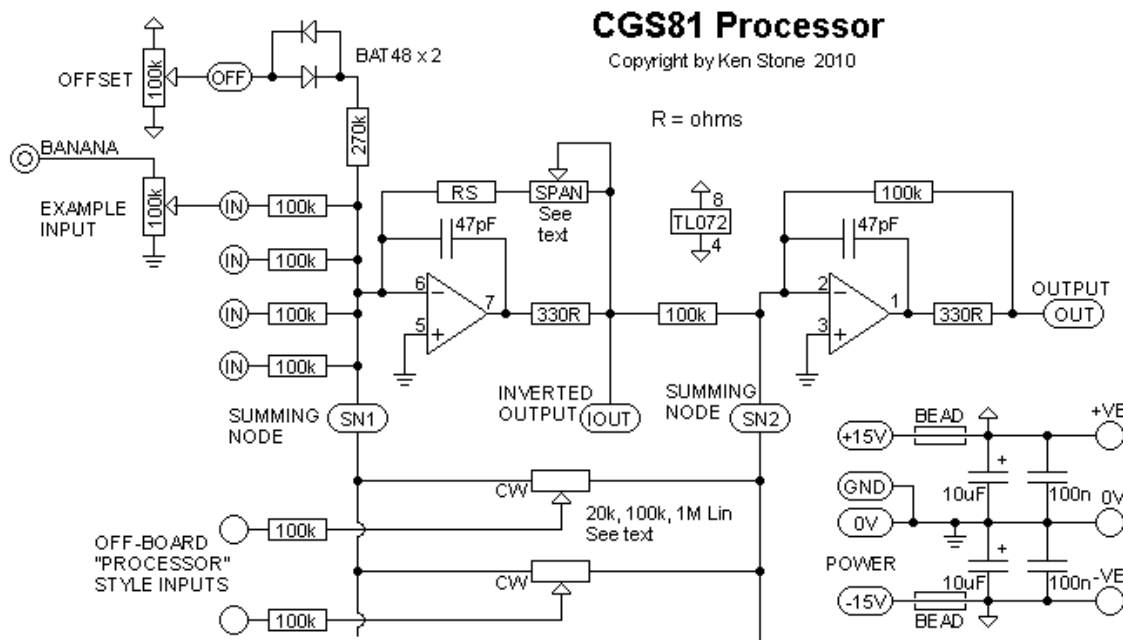 CGS81 Processor
Copyright by Ken Stone 2010
BAT48 x 2
OFFSET
100k
OFF
R = ohms
270k
BANANA
100k
EXAMPLE
INPUT
IN
100k
RS
SPAN
See
text
47pF
8
TL072
4
100k
47pF
IN
100k
IN
100k
6
5
7
330R
100k
2
3
1
330R
OUTPUT
OUT
IN
100k
SUMMING
NODE
SN1
INVERTED
OUTPUT
IOUT
SUMMING
NODE
SN2
BEAD
+VE
+15V
CW
20k, 100k, 1M Lin
See text
+
10uF
100n
GND
0V
0V
OFF-BOARD
"PROCESSOR"
STYLE INPUTS
100k
CW
100k
POWER
+
10uF
100n
-VE
-15V
BEAD